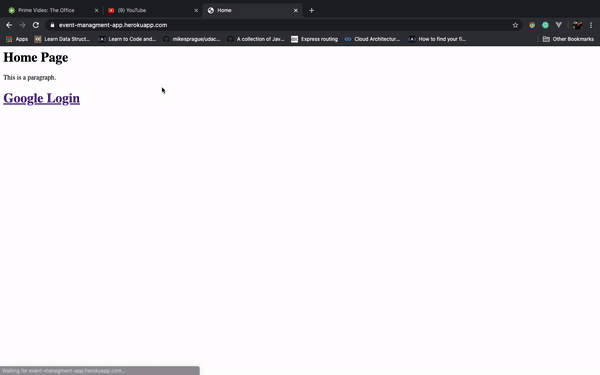 Prime Video: The Office
(9) YouTube
Home
event-managment-app.herokuapp.com
Apps
Learn Data Struct...
Learn to Code and...
mikesprague/udac...
A collection of Jav...
Express routing
Cloud Architectur...
How to find your fi...
Other Bookmarks
Home Page
This is a paragraph.
Google Login
Waiting for event-managment-app.herokuapp.com...